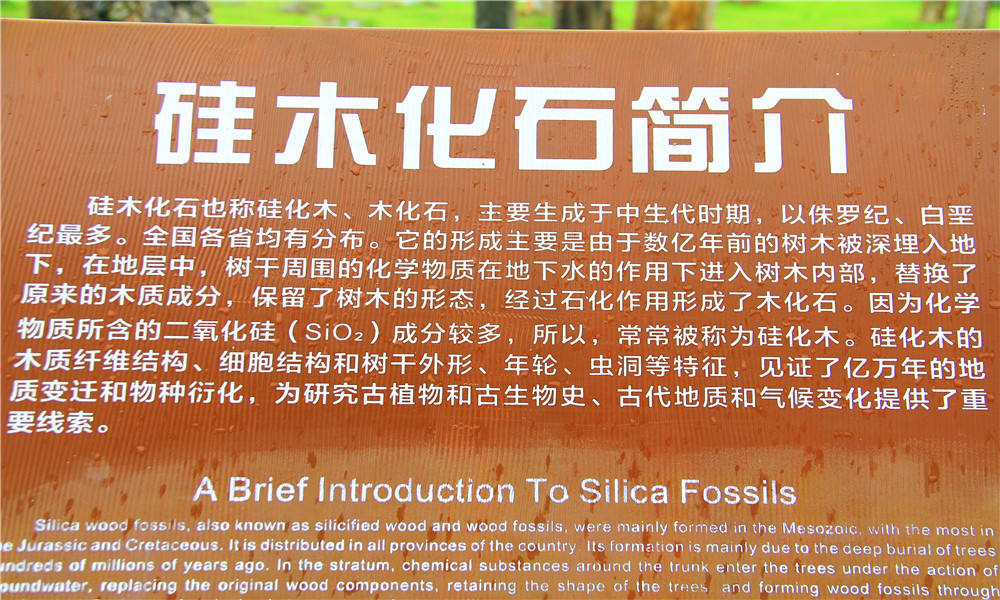 硅木化石简介
硅木化石也称硅化木、木化石，主要生成于中生代时期，以侏罗纪、白垩
纪最多。全国各省均有分布。它的形成主要是由于数亿年前的树木被深埋入地
下，在地层中，树干周围的化学物质在地下水的作用下进入树木内部，替换了
原来的木质成分，保留了树木的形态，经过石化作用形成了木化石。因为化学
物质所含的二氧化硅（SiO₂）成分较多，所以，常常被称为硅化木。硅化木的
木质纤维结构、细胞结构和树干外形、年轮、虫洞等特征，见证了亿万年的地
质变迁和物种衍化，为研究古植物和古生物史、古代地质和气候变化提供了重
要线索。
A Brief Introduction To Silica Fossils
Silica wood fossils, also known as silicified wood and wood fossils, were mainly formed in the Mesozoic, with the most in
Jurassic and Cretaceous. It is distributed in all provinces of the country. Its formation is mainly due to the deep burial of trees
of millions of years ago. In the stratum, chemical substances around the trunk enter the trees under the action of
replacing the original wood components, retaining the shape of the trees, and forming wood fossils through